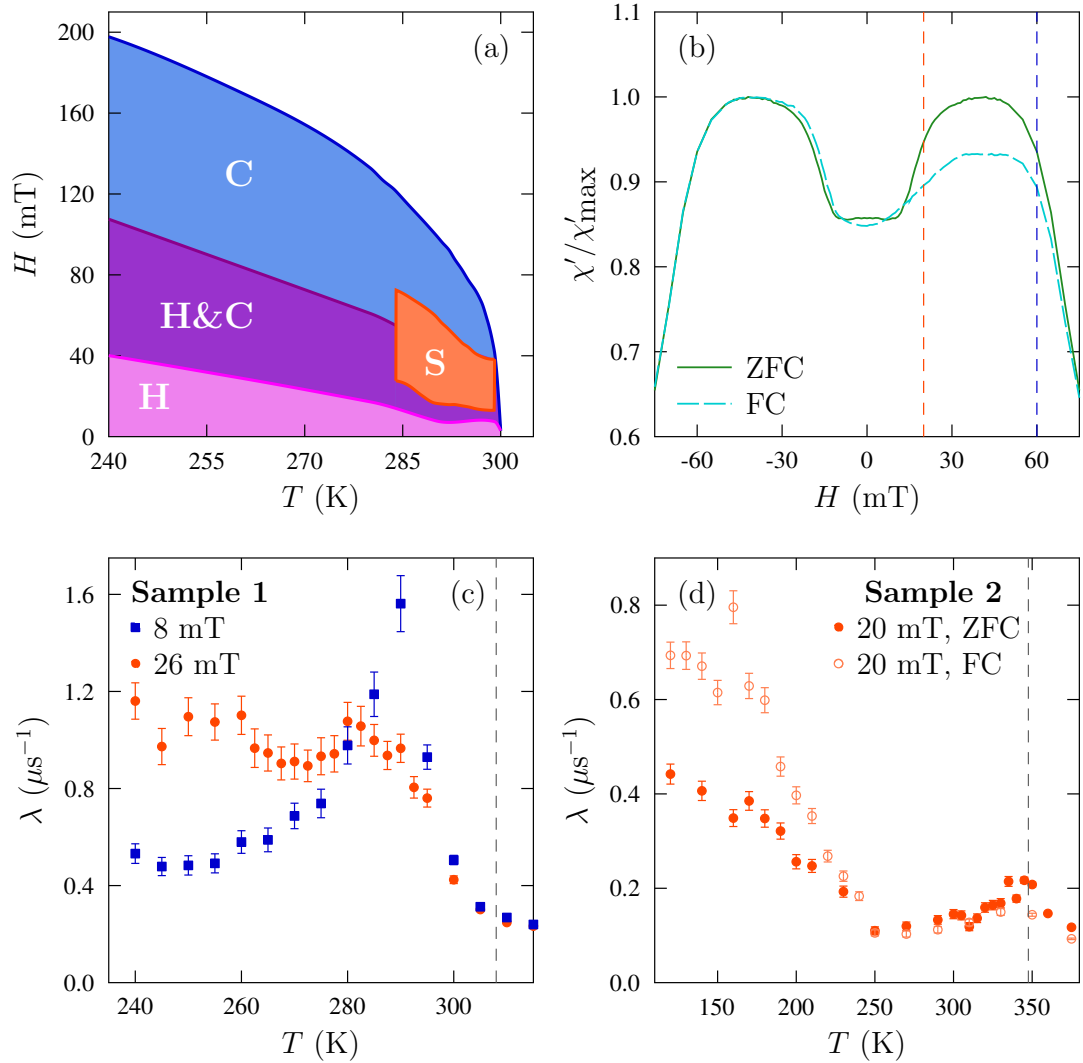 (a)
H (mT)
200
160
120
80
40
0
C
H&C
S
H
240 255 270 285 300
T (K)
(b)
χ′/χ′max
1.1
1.0
0.9
0.8
0.7
0.6
ZFC
FC
-60 -30 0 30 60
H (mT)
(c)
Sample 1
8 mT
26 mT
λ (μs⁻¹)
1.6
1.2
0.8
0.4
0.0
240 260 280 300
T (K)
(d)
Sample 2
20 mT, ZFC
20 mT, FC
λ (μs⁻¹)
0.8
0.6
0.4
0.2
0.0
150 200 250 300 350
T (K)